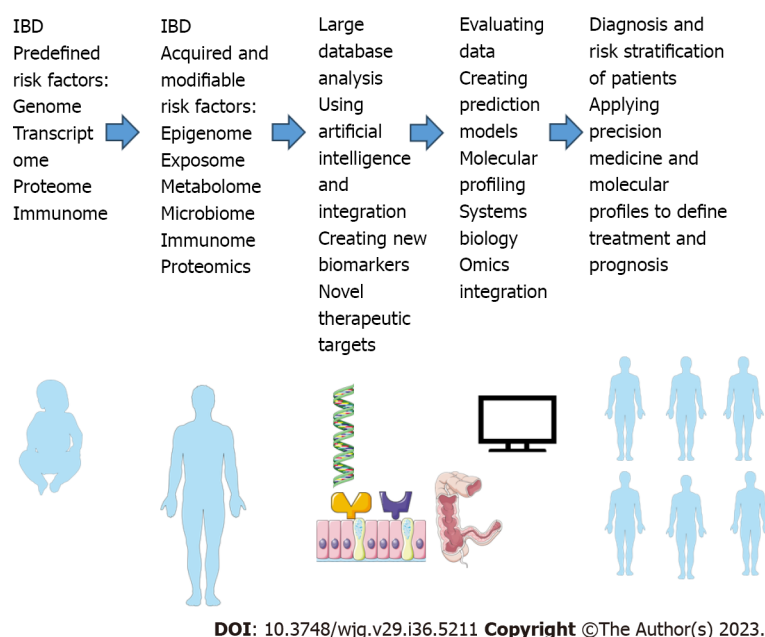 IBD
Predefined
risk factors:
Genome
Transcript
ome
Proteome
Immunome
IBD
Acquired and
modifiable
risk factors:
Epigenome
Exposome
Metabolome
Microbiome
Immunome
Proteomics
Large
database
analysis
Using
artificial
intelligence
and
integration
Creating new
biomarkers
Novel
therapeutic
targets
Evaluating
data
Creating
prediction
models
Molecular
profiling
Systems
biology
Omics
integration
Diagnosis and
risk stratification
of patients
Applying
precision
medicine and
molecular
profiles to define
treatment and
prognosis
DOI: 10.3748/wjg.v29.i36.5211 Copyright ©The Author(s) 2023.